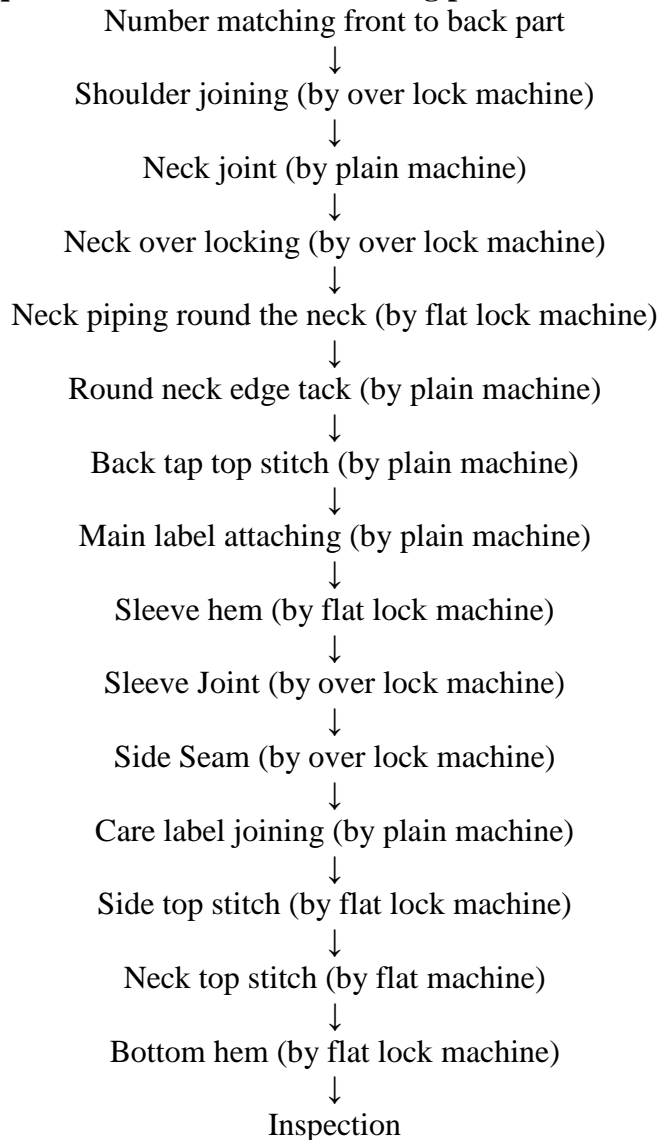 Number matching front to back part
↓
Shoulder joining (by over lock machine)
↓
Neck joint (by plain machine)
↓
Neck over locking (by over lock machine)
↓
Neck piping round the neck (by flat lock machine)
↓
Round neck edge tack (by plain machine)
↓
Back tap top stitch (by plain machine)
↓
Main label attaching (by plain machine)
↓
Sleeve hem (by flat lock machine)
↓
Sleeve Joint (by over lock machine)
↓
Side Seam (by over lock machine)
↓
Care label joining (by plain machine)
↓
Side top stitch (by flat lock machine)
↓
Neck top stitch (by flat machine)
↓
Bottom hem (by flat lock machine)
↓
Inspection